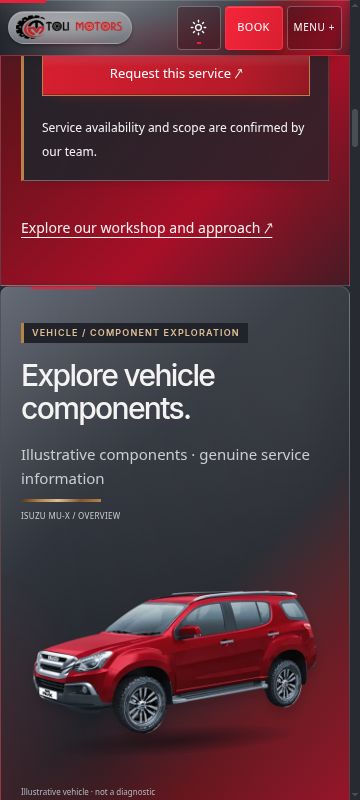 TOLI MOTORS
BOOK
MENU +
Request this service ↗
Service availability and scope are confirmed by
our team.
Explore our workshop and approach ↗
VEHICLE / COMPONENT EXPLORATION
Explore vehicle
components.
Illustrative components · genuine service
information
ISUZU MU-X / OVERVIEW
Illustrative vehicle · not a diagnostic